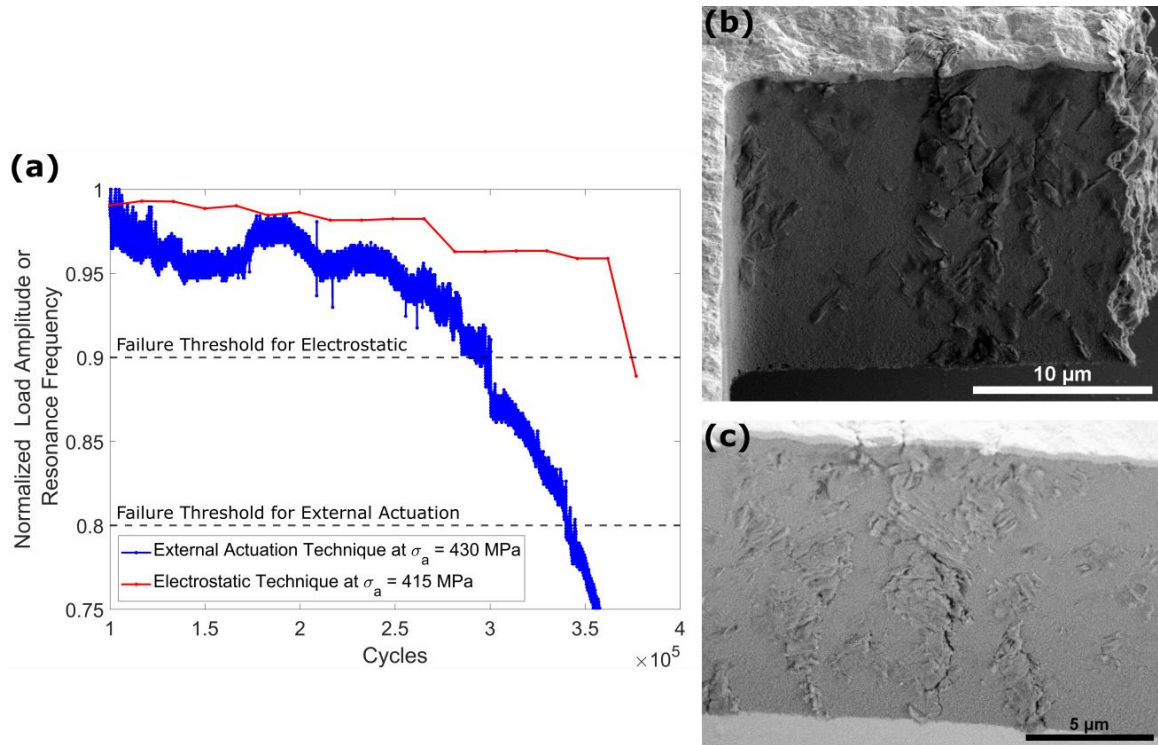 (a)
Normalized Load Amplitude or
Resonance Frequency
1
0.95
0.9
0.85
0.8
0.75
Failure Threshold for Electrostatic
Failure Threshold for External Actuation
External Actuation Technique at σa = 430 MPa
Electrostatic Technique at σa = 415 MPa
1
1.5
2
2.5
3
3.5
4
×10^5
Cycles
(b)
10 µm
(c)
5 µm